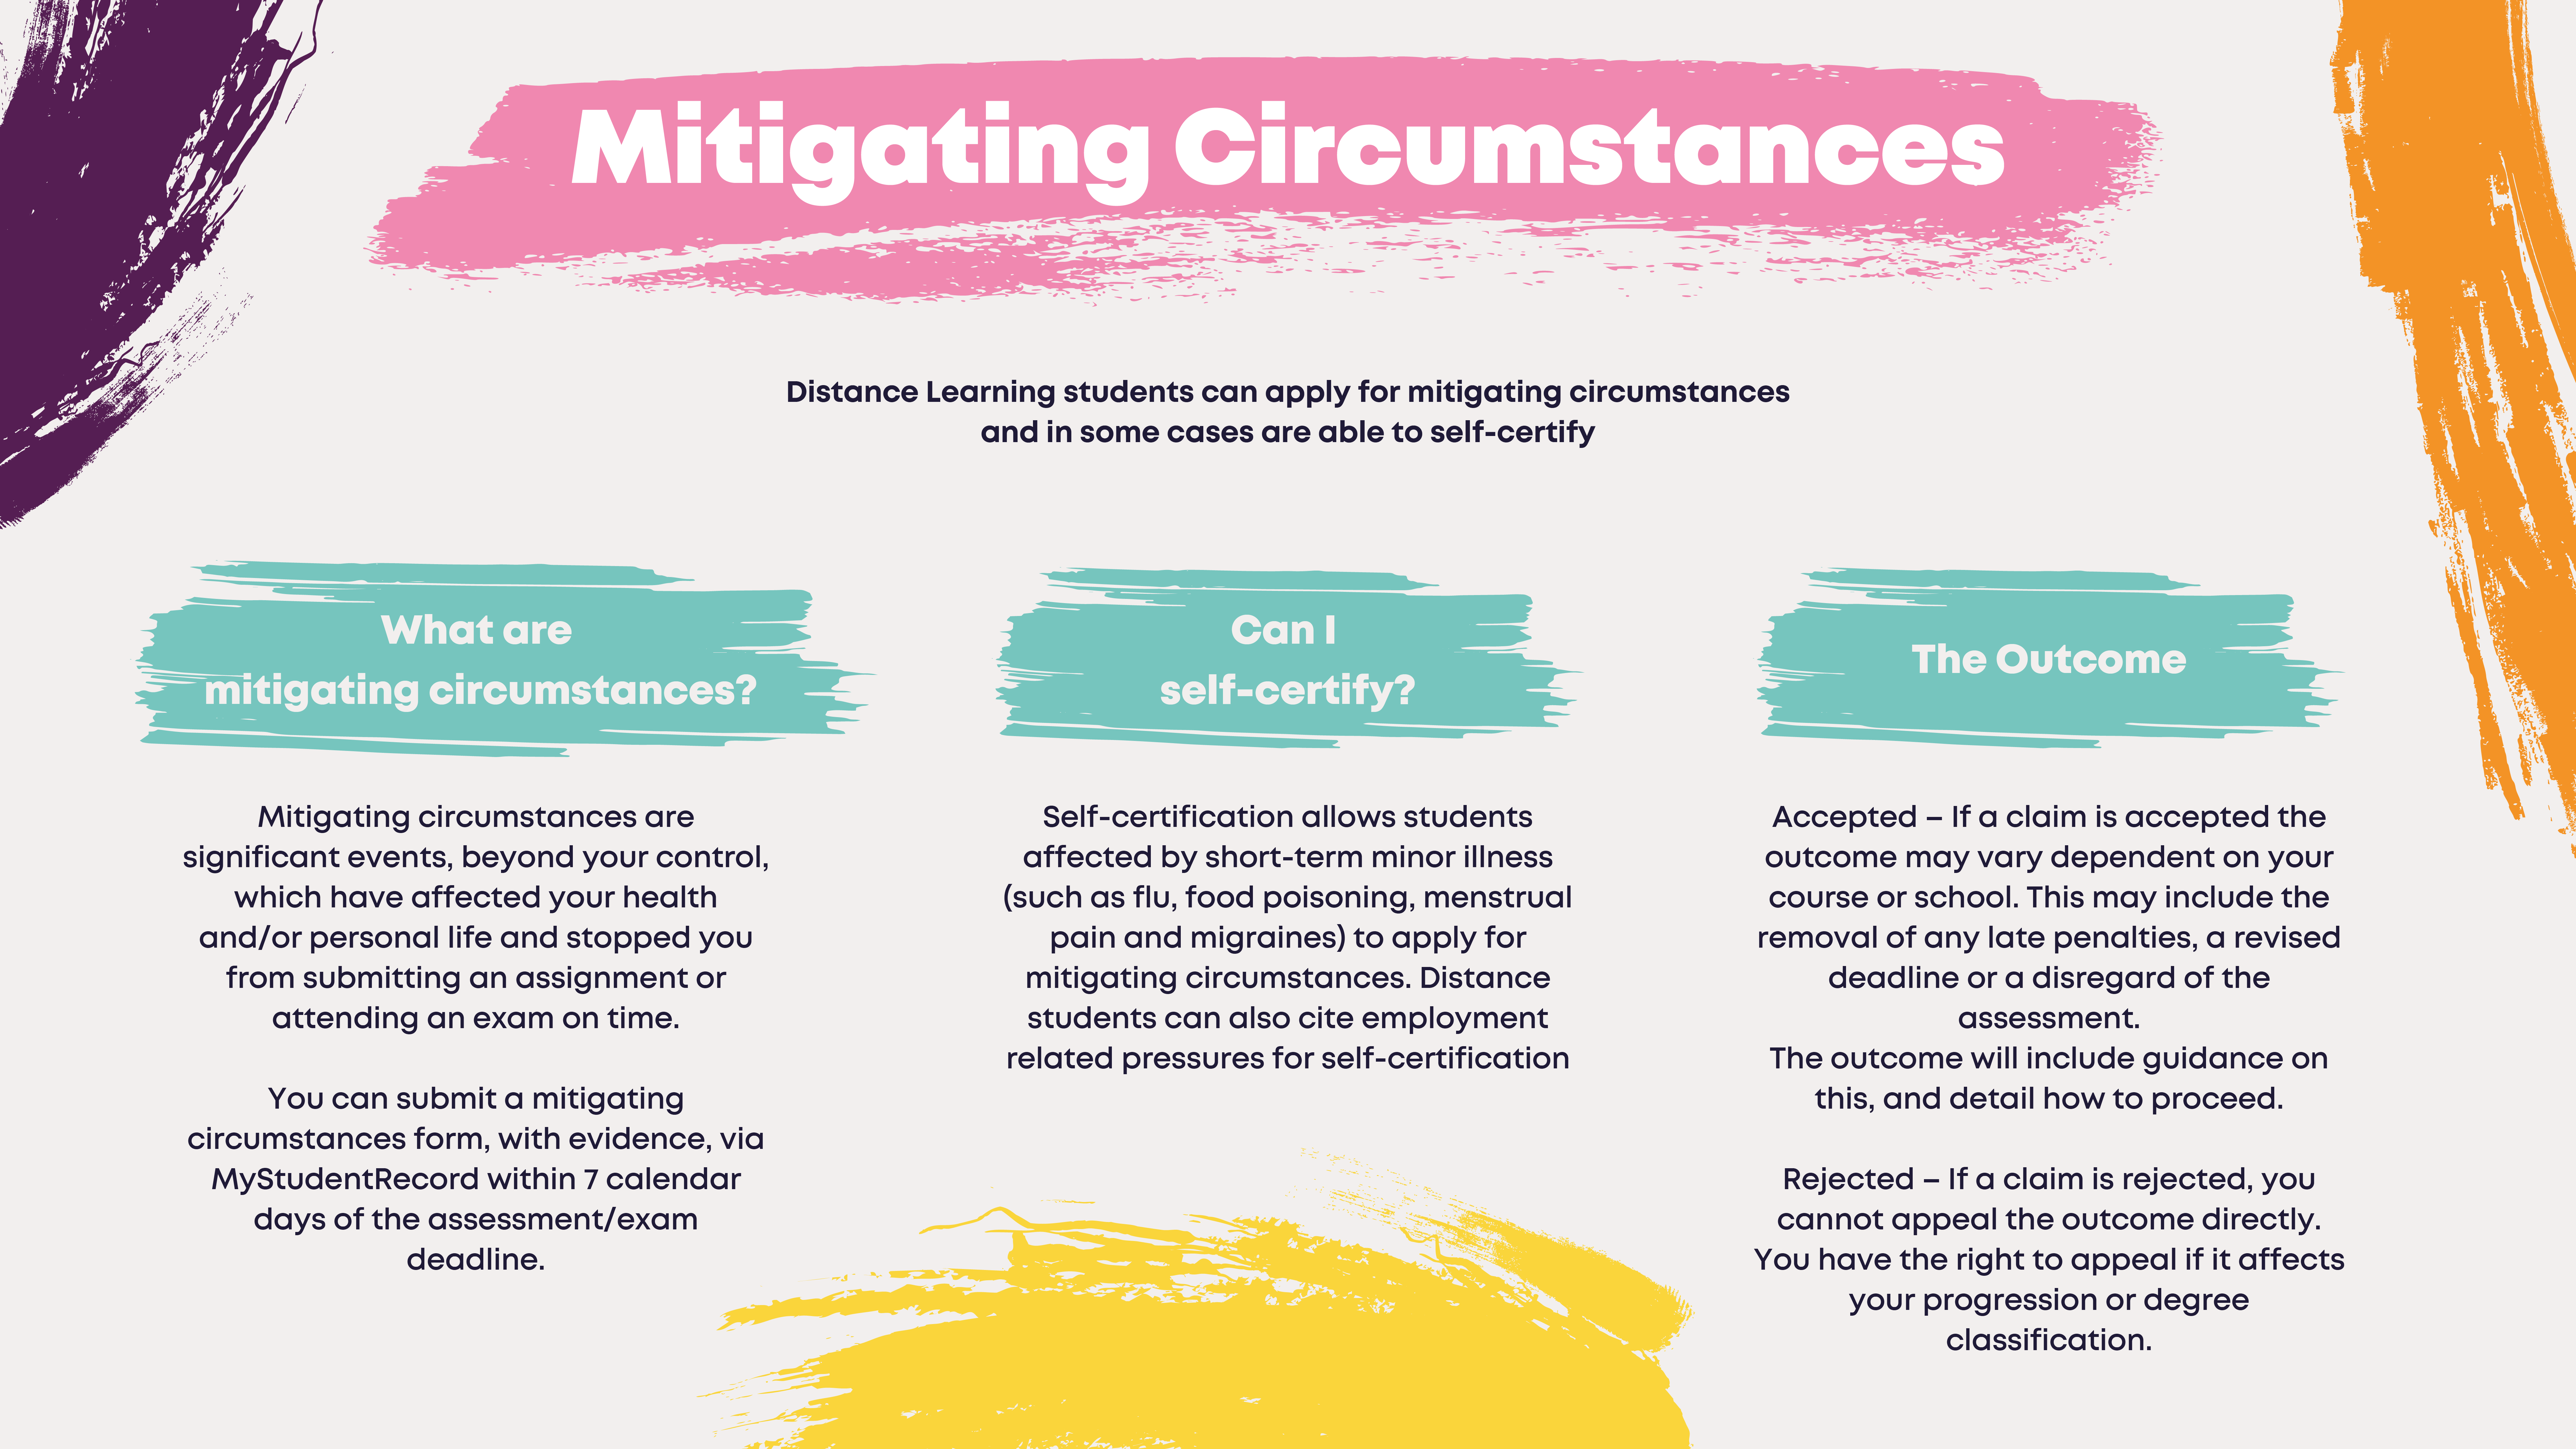 Mitigating Circumstances
Distance Learning students can apply for mitigating circumstances
and in some cases are able to self-certify
What are
mitigating circumstances?
Mitigating circumstances are
significant events, beyond your control,
which have affected your health
and/or personal life and stopped you
from submitting an assignment or
attending an exam on time.
You can submit a mitigating
circumstances form, with evidence, via
MyStudentRecord within 7 calendar
days of the assessment/exam
deadline.
Can I
self-certify?
Self-certification allows students
affected by short-term minor illness
(such as flu, food poisoning, menstrual
pain and migraines) to apply for
mitigating circumstances. Distance
students can also cite employment
related pressures for self-certification
The Outcome
Accepted – If a claim is accepted the
outcome may vary dependent on your
course or school. This may include the
removal of any late penalties, a revised
deadline or a disregard of the
assessment.
The outcome will include guidance on
this, and detail how to proceed.
Rejected – If a claim is rejected, you
cannot appeal the outcome directly.
You have the right to appeal if it affects
your progression or degree
classification.